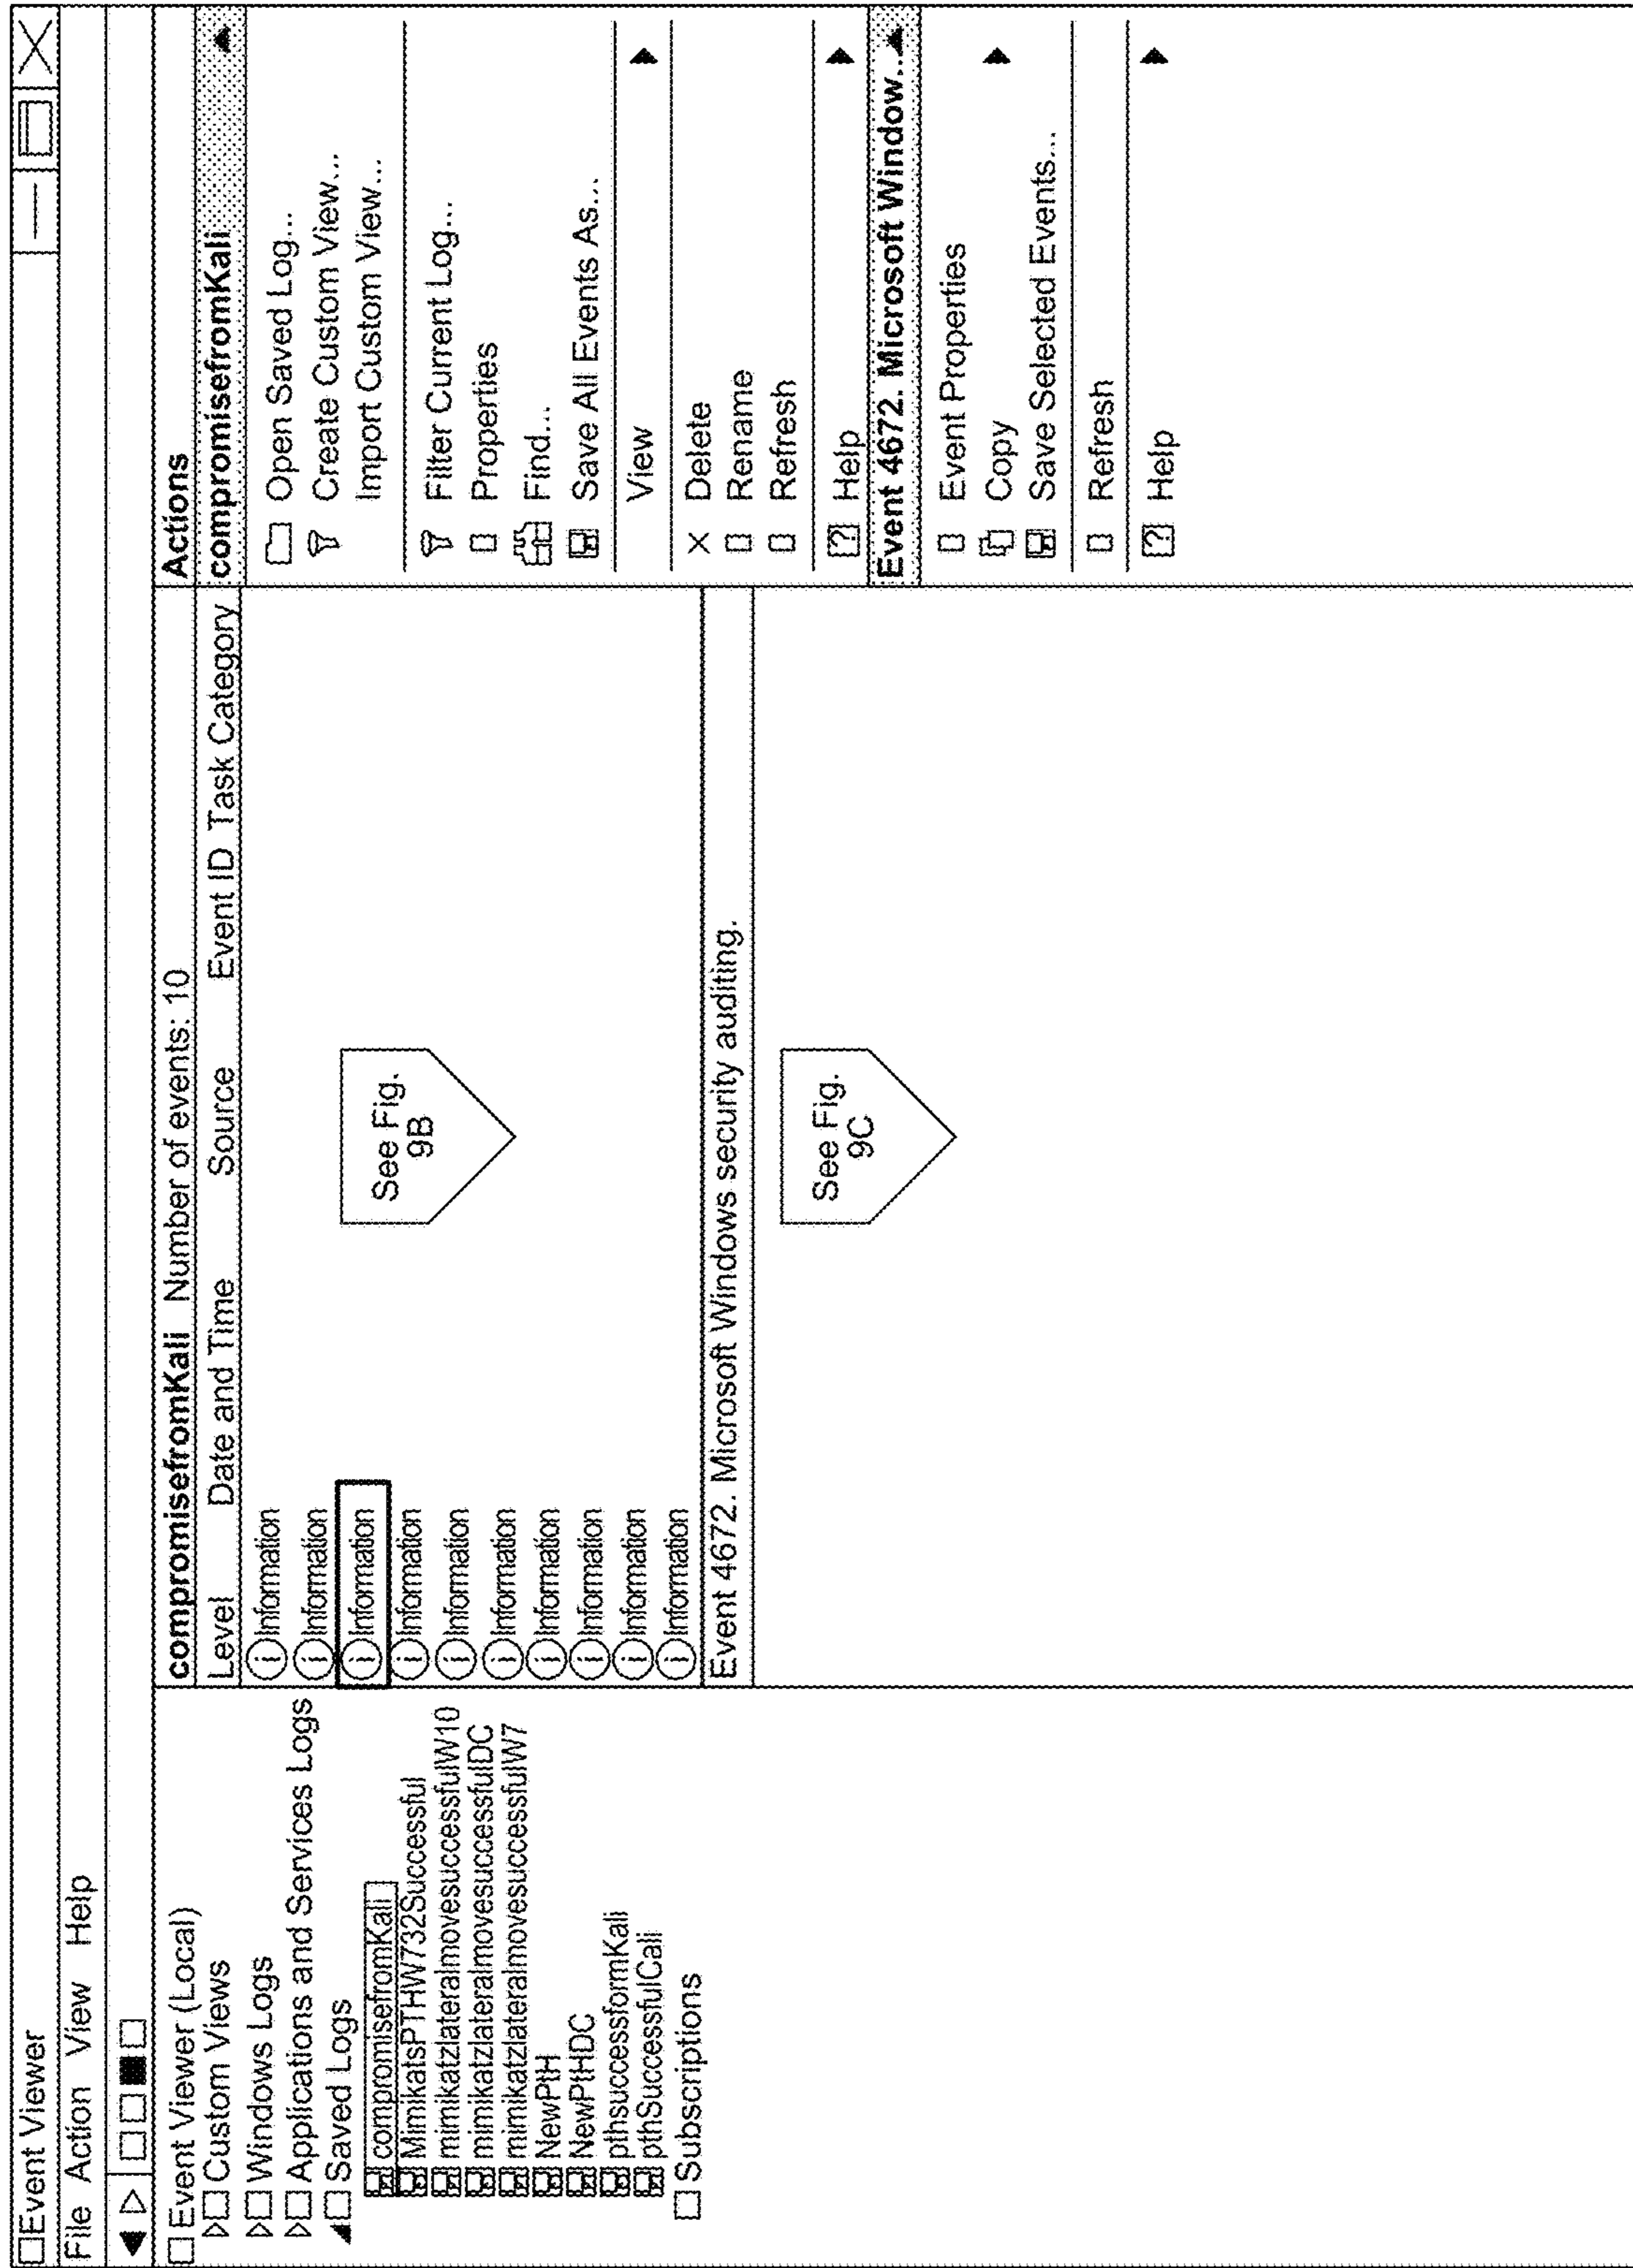 Event Viewer
File Action View Help
Event Viewer (Local)
Custom Views
Windows Logs
Applications and Services Logs
Saved Logs
compromisefromKali
MimikatsPTHW732Successful
mimikatzlateralmovesuccessfulW10
mimikatzlateralmovesuccessfulDC
mimikatzlateralmovesuccessfulW7
NewPtH
NewPtHDC
pthsuccessformKali
pthSuccessfulCali
Subscriptions
compromisefromKali Number of events: 10
Level Date and Time Source Event ID Task Category
i Information
i Information
i Information
i Information
i Information
i Information
i Information
i Information
i Information
i Information
See Fig.
9B
Event 4672. Microsoft Windows security auditing.
See Fig.
9C
Actions
compromisefromKali
Open Saved Log...
Create Custom View...
Import Custom View...
Filter Current Log...
Properties
Find...
Save All Events As...
View
Delete
Rename
Refresh
? Help
Event 4672. Microsoft Window...
Event Properties
Copy
Save Selected Events...
Refresh
? Help